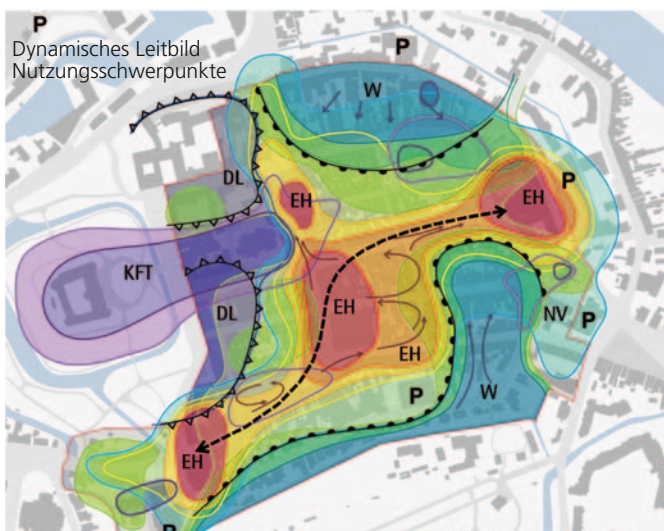 P
Dynamisches Leitbild
Nutzungsschwerpunkte
P
W
DL
EH
P
EH
KFT
DL
EH
NV
P
EH
P
W
EH
P